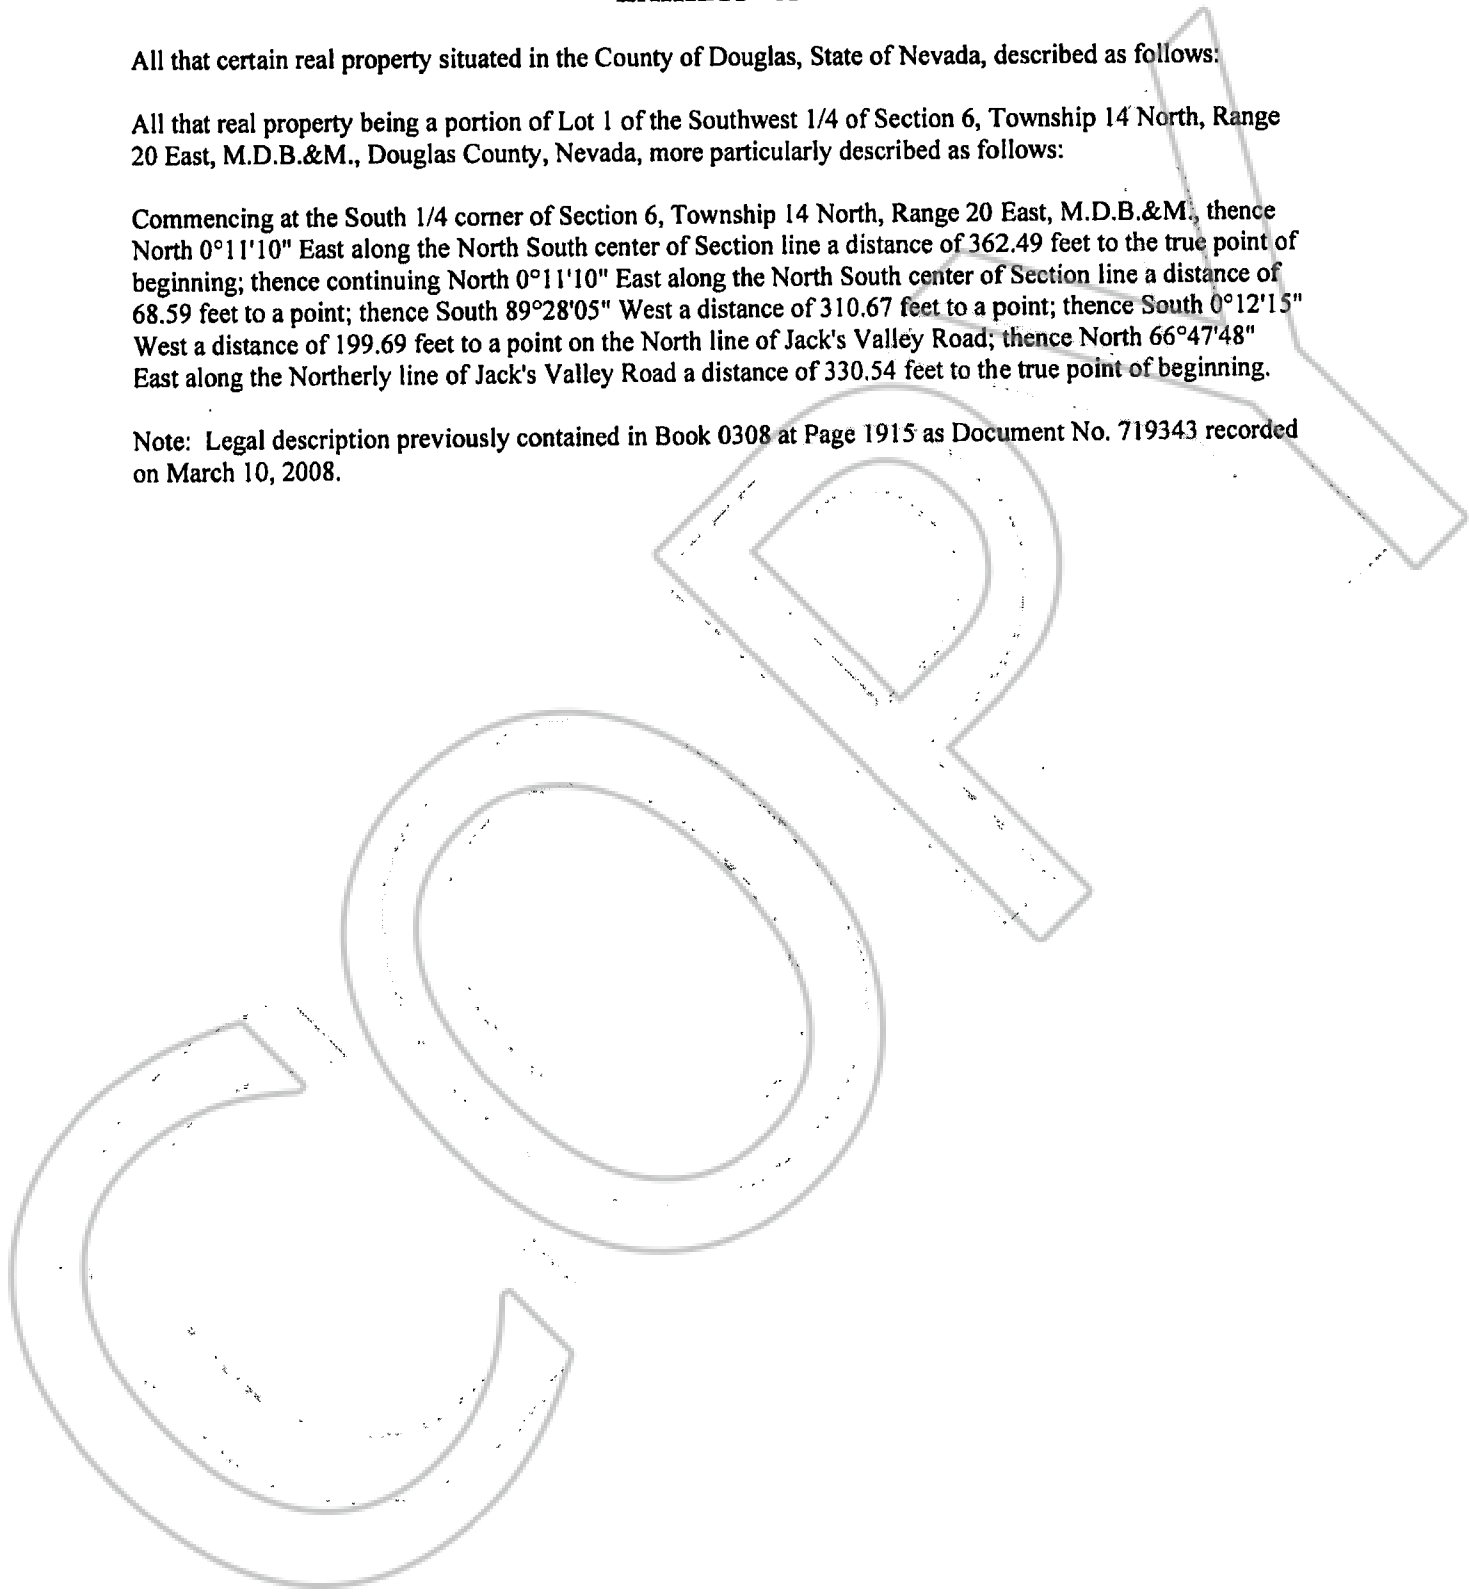 All that certain real property situated in the County of Douglas, State of Nevada, described as follows:
All that real property being a portion of Lot 1 of the Southwest 1/4 of Section 6, Township 14 North, Range
20 East, M.D.B.&M., Douglas County, Nevada, more particularly described as follows:
Commencing at the South 1/4 corner of Section 6, Township 14 North, Range 20 East, M.D.B.&M., thence
North 0°11'10" East along the North South center of Section line a distance of 362.49 feet to the true point of
beginning; thence continuing North 0°11'10" East along the North South center of Section line a distance of
68.59 feet to a point; thence South 89°28'05" West a distance of 310.67 feet to a point; thence South 0°12'15"
West a distance of 199.69 feet to a point on the North line of Jack's Valley Road; thence North 66°47'48"
East along the Northerly line of Jack's Valley Road a distance of 330.54 feet to the true point of beginning.
Note: Legal description previously contained in Book 0308 at Page 1915 as Document No. 719343 recorded
on March 10, 2008.
COPY